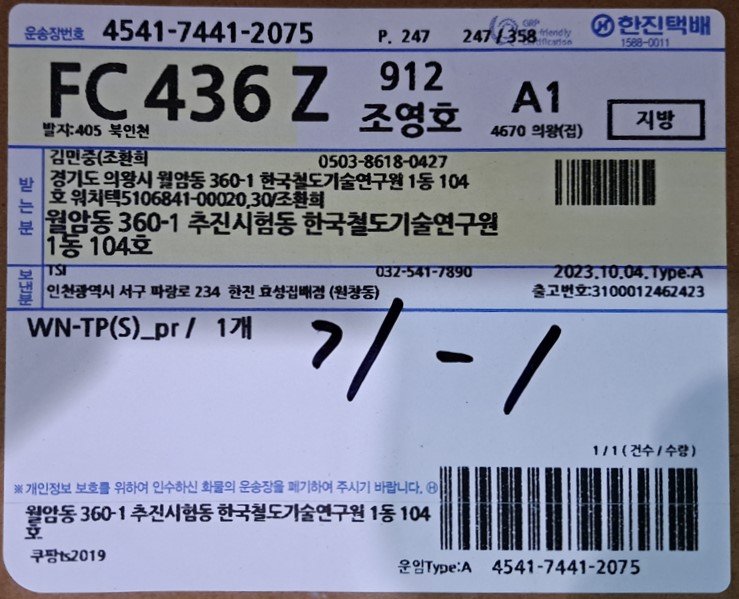 운송장번호 4541-7441-2075 P. 247 247 / 358 GRP friendly certification 한진택배
1588-0011
FC 436 Z 912 A1 지방
발지:405 북인천 조영호 4670 의왕(집)
받는분
김민중(조환희 0503-8618-0427
경기도 의왕시 월암동 360-1 한국철도기술연구원 1동 104
호 워치텍5106841-00020,30/조환희
월암동 360-1 추진시험동 한국철도기술연구원
1동 104호
보낸분
TSI 032-541-7890 2023.10.04.Type:A
인천광역시 서구 파랑로 234 한진 효성집배점 (원창동) 출고번호:3100012462423
WN-TP(S)_pr / 1개
기 - 1
1 / 1 ( 건수 / 수량 )
※ 개인정보 보호를 위하여 인수하신 화물의 운송장을 폐기하여 주시기 바랍니다. H
월암동 360-1 추진시험동 한국철도기술연구원 1동 104
호
쿠팡ts2019
운임Type:A 4541-7441-2075